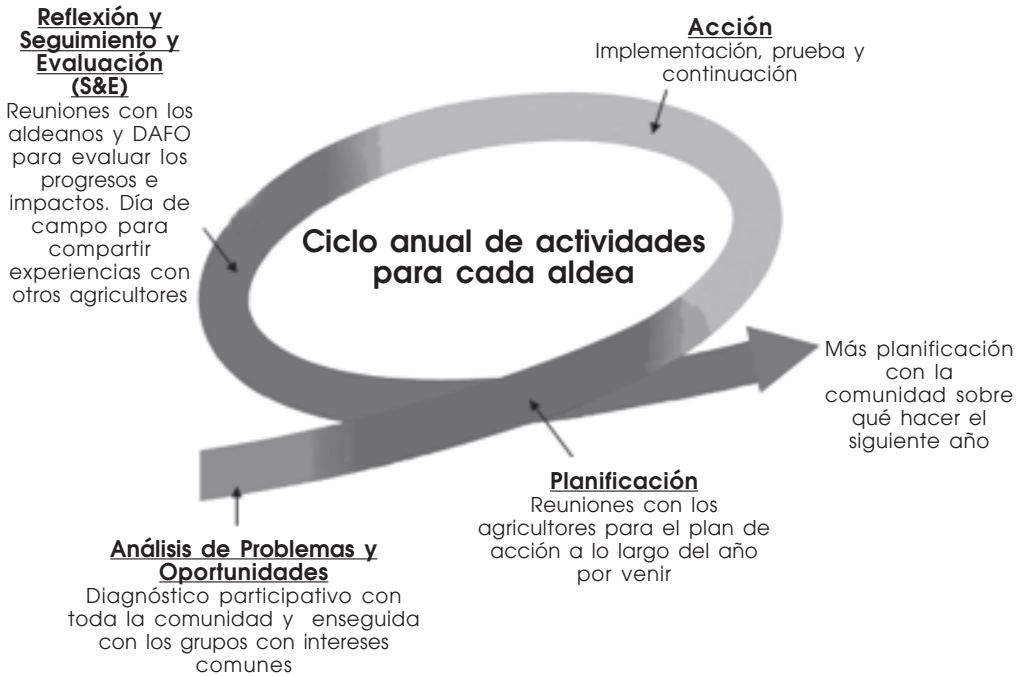 Reflexión y
Seguimiento y
Evaluación
(S&E)
Reuniones con los
aldeanos y DAFO
para evaluar los
progresos e
impactos. Día de
campo para
compartir
experiencias con
otros agricultores
Acción
Implementación, prueba y
continuación
Ciclo anual de actividades
para cada aldea
Más planificación
con la
comunidad sobre
qué hacer el
siguiente año
Planificación
Reuniones con los
agricultores para el plan de
acción a lo largo del año
por venir
Análisis de Problemas y
Oportunidades
Diagnóstico participativo con
toda la comunidad y enseguida
con los grupos con intereses
comunes